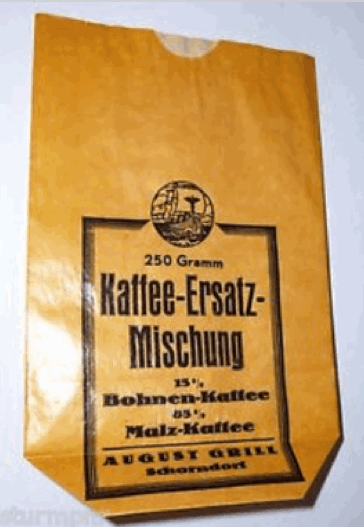 250 Gramm
Kaffee-Ersatz-
Mischung
15%
Bohnen-Kaffee
85%
Malz-Kaffee
AUGUST GRILL
Schorndorf